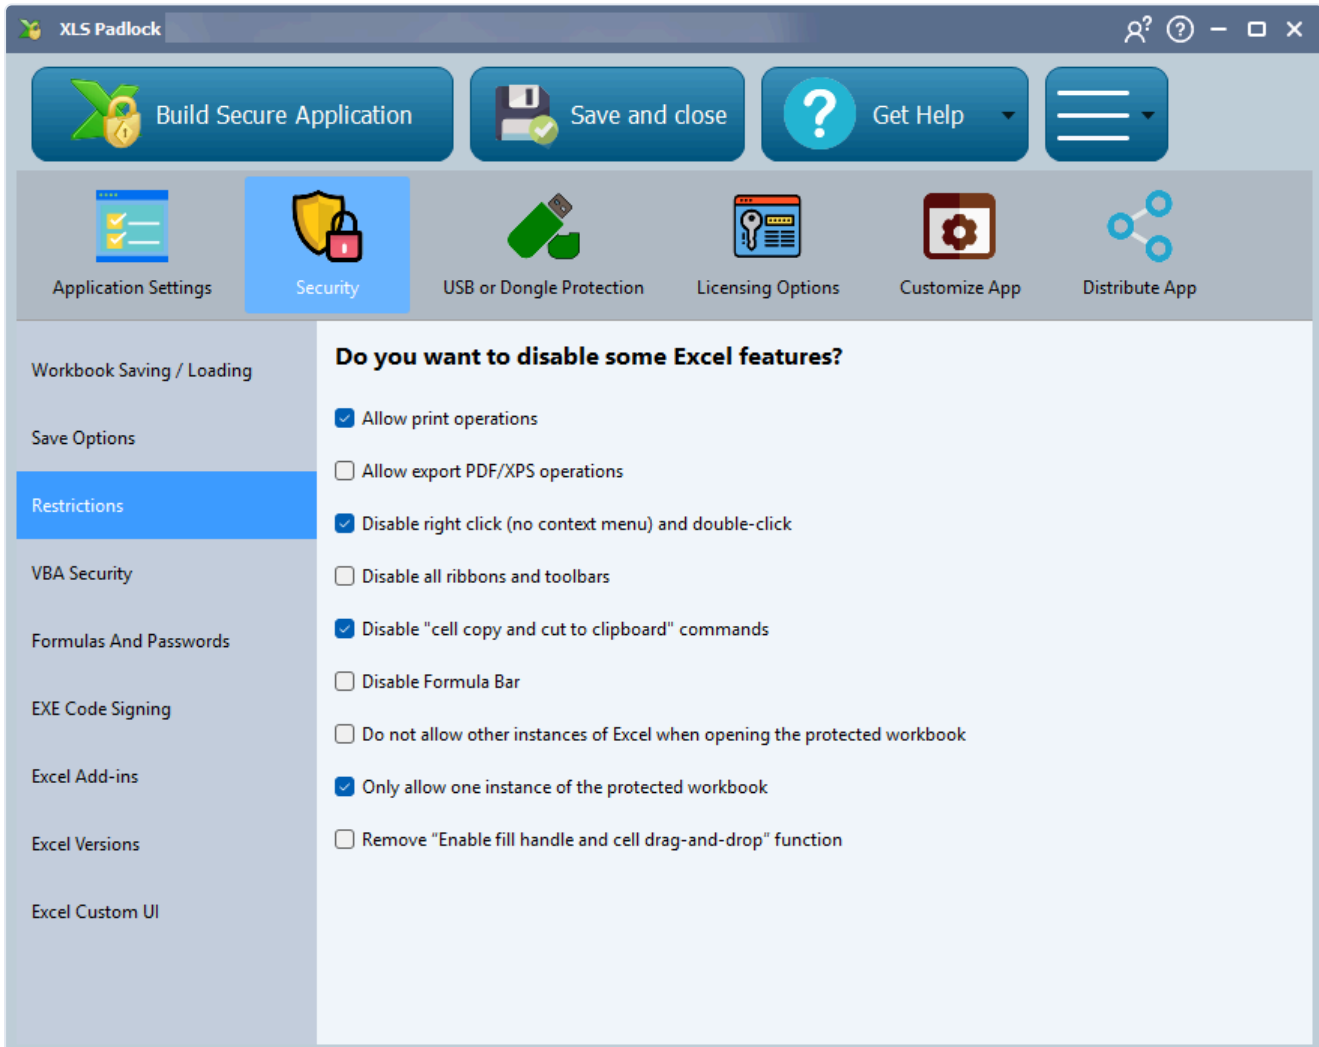 XLS Padlock
Build Secure Application
Save and close
Get Help
Application Settings
Security
USB or Dongle Protection
Licensing Options
Customize App
Distribute App
Workbook Saving / Loading
Save Options
Restrictions
VBA Security
Formulas And Passwords
EXE Code Signing
Excel Add-ins
Excel Versions
Excel Custom UI
Do you want to disable some Excel features?
Allow print operations
Allow export PDF/XPS operations
Disable right click (no context menu) and double-click
Disable all ribbons and toolbars
Disable "cell copy and cut to clipboard" commands
Disable Formula Bar
Do not allow other instances of Excel when opening the protected workbook
Only allow one instance of the protected workbook
Remove “Enable fill handle and cell drag-and-drop” function